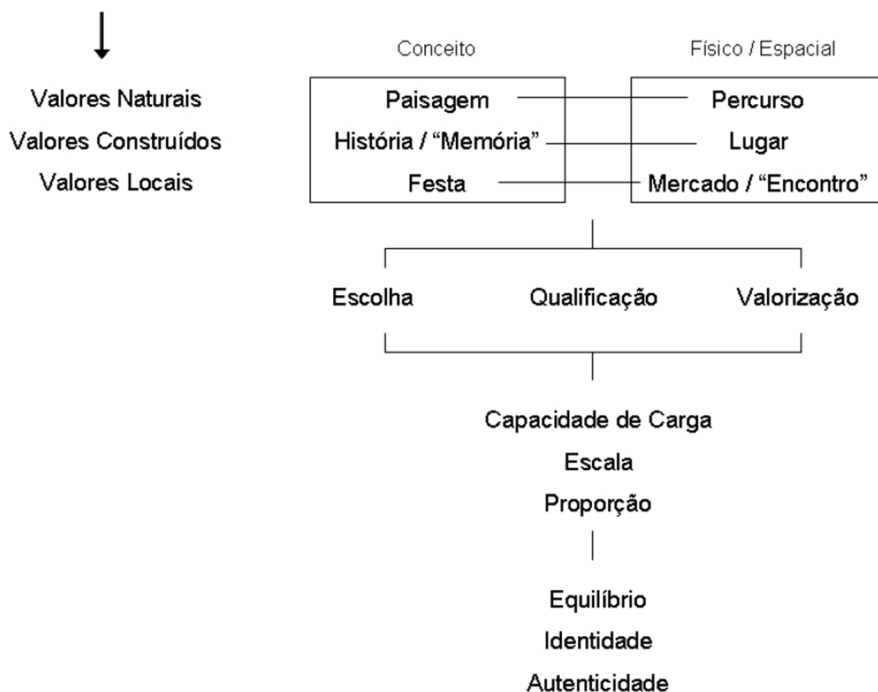 Conceito Físico / Espacial
Valores Naturais Paisagem Percurso
Valores Construídos História / “Memória” Lugar
Valores Locais Festa Mercado / “Encontro”
Escolha Qualificação Valorização
Capacidade de Carga
Escala
Proporção
Equilíbrio
Identidade
Autenticidade